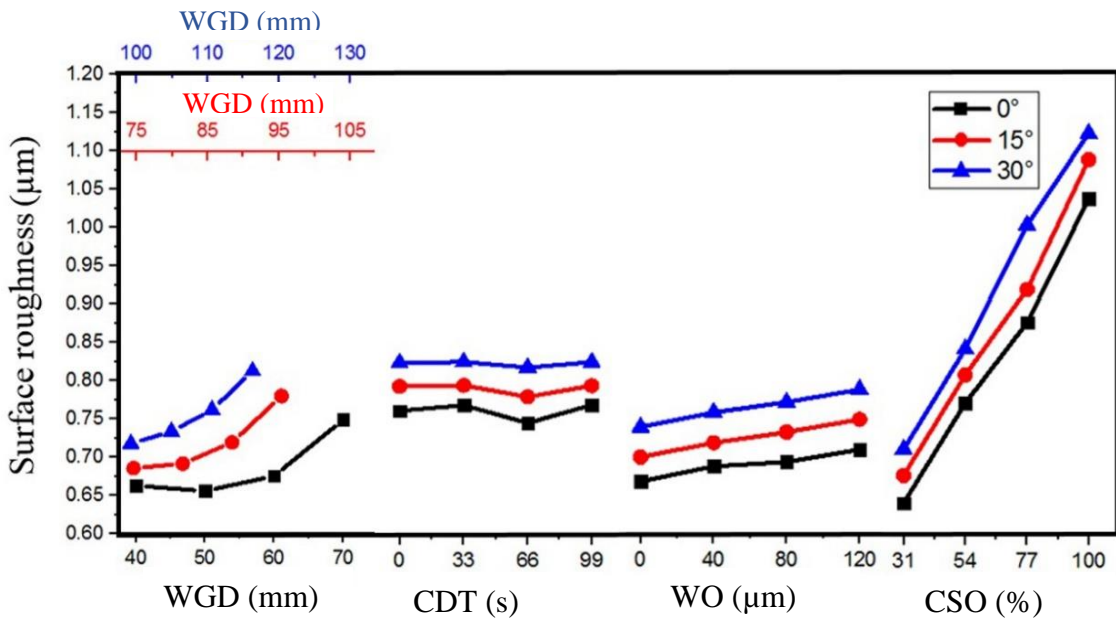 WGD (mm)
100 110 120 130
WGD (mm)
75 85 95 105
0°
15°
30°
Surface roughness (µm)
1.20
1.15
1.10
1.05
1.00
0.95
0.90
0.85
0.80
0.75
0.70
0.65
0.60
40 50 60 70 0 33 66 99 0 40 80 120 31 54 77 100
WGD (mm) CDT (s) WO (µm) CSO (%)